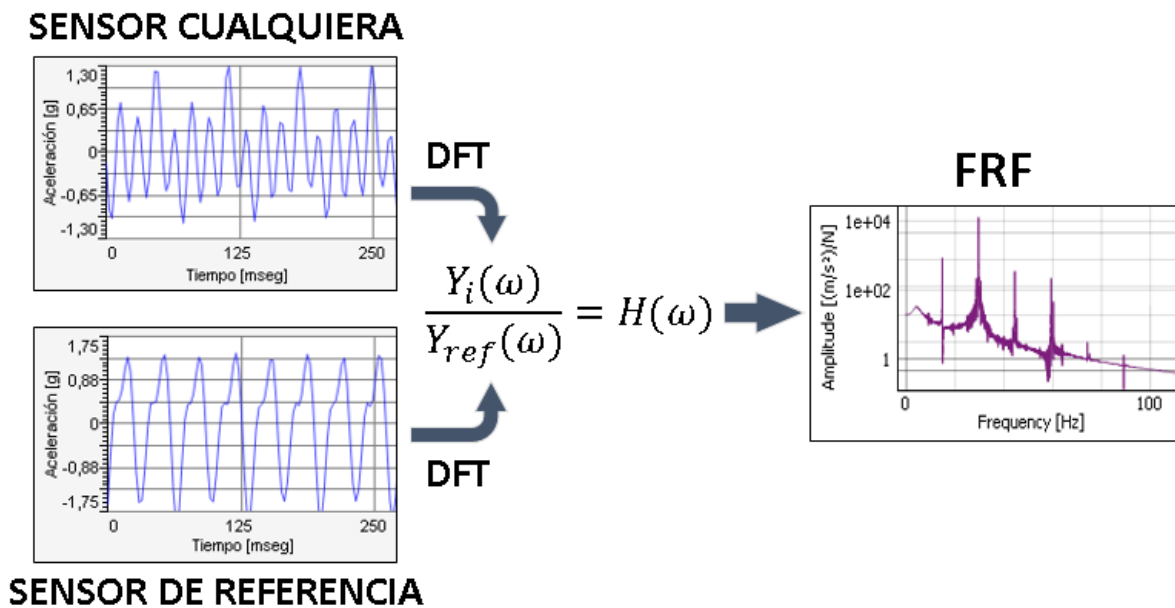 SENSOR CUALQUIERA
Aceleración [g]
1,30
0,65
0
-0,65
-1,30
0 125 250
Tiempo [mseg]
DFT
Aceleración [g]
1,75
0,88
0
-0,88
-1,75
0 125 250
Tiempo [mseg]
SENSOR DE REFERENCIA
DFT
Y_i(ω)/Y_ref(ω) = H(ω)
FRF
Amplitude [(m/s²)/N]
1e+04
1e+02
1
0 100
Frequency [Hz]